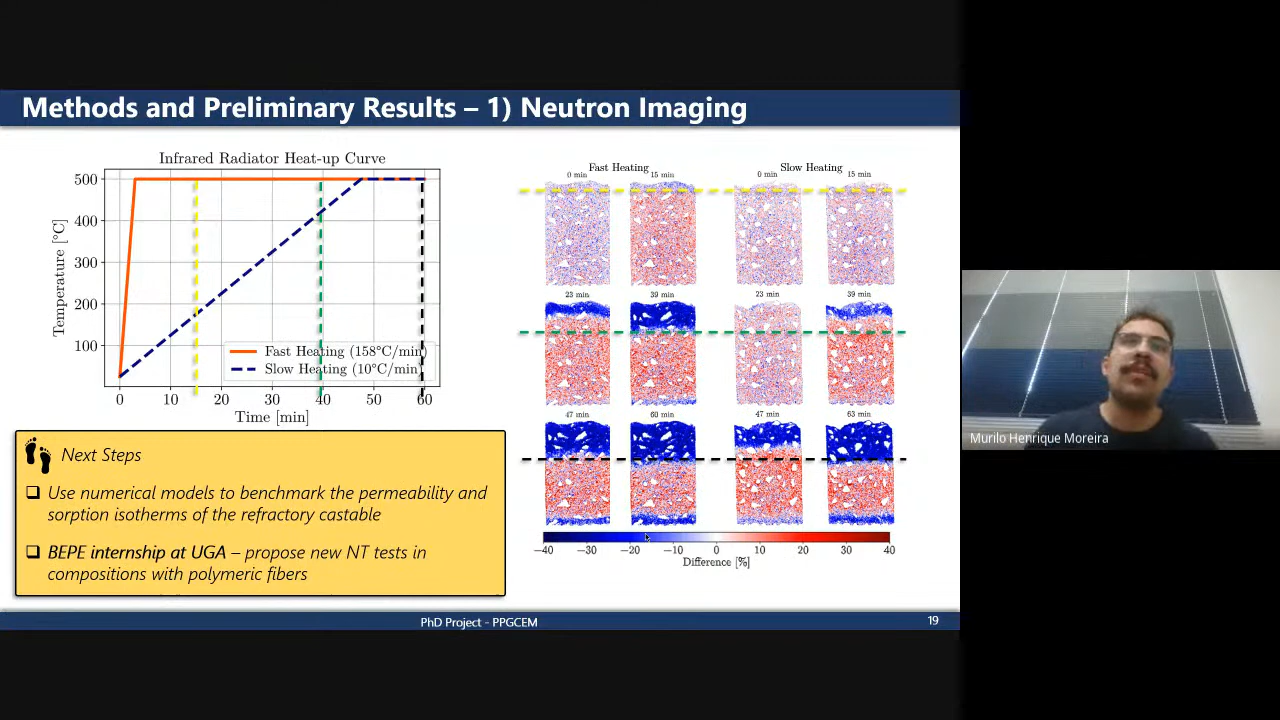 Methods and Preliminary Results – 1) Neutron Imaging
Infrared Radiator Heat-up Curve
500
400
300
200
100
Temperature [°C]
Fast Heating (158°C/min)
Slow Heating (10°C/min)
0 10 20 30 40 50 60
Time [min]
Fast Heating
Slow Heating
0 min 15 min 0 min 15 min
23 min 39 min 23 min 39 min
47 min 60 min 47 min 63 min
−40 −30 −20 −10 0 10 20 30 40
Difference [%]
Next Steps
Use numerical models to benchmark the permeability and
sorption isotherms of the refractory castable
BEPE internship at UGA – propose new NT tests in
compositions with polymeric fibers
PhD Project - PPGCEM
19
Murilo Henrique Moreira